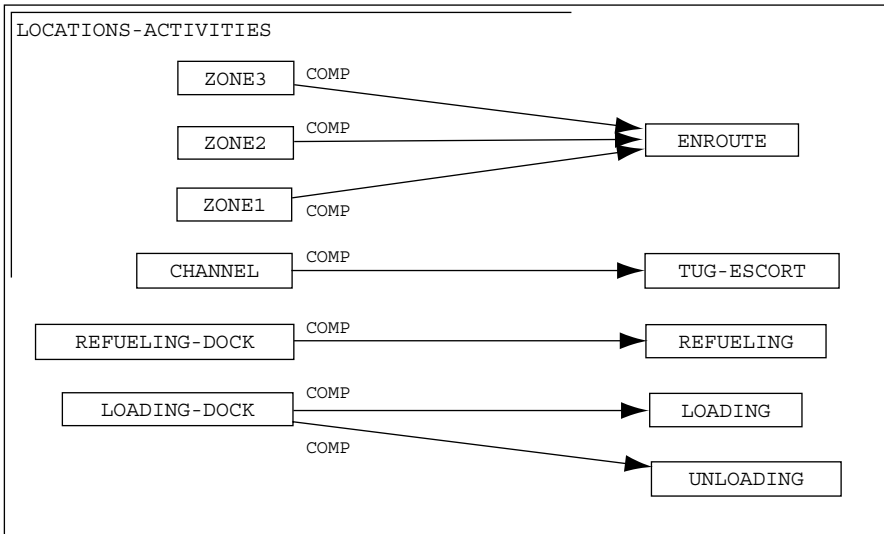 LOCATIONS-ACTIVITIES
ZONE3
COMP
ZONE2
COMP
ENROUTE
ZONE1
COMP
CHANNEL
COMP
TUG-ESCORT
REFUELING-DOCK
COMP
REFUELING
LOADING-DOCK
COMP
LOADING
COMP
UNLOADING